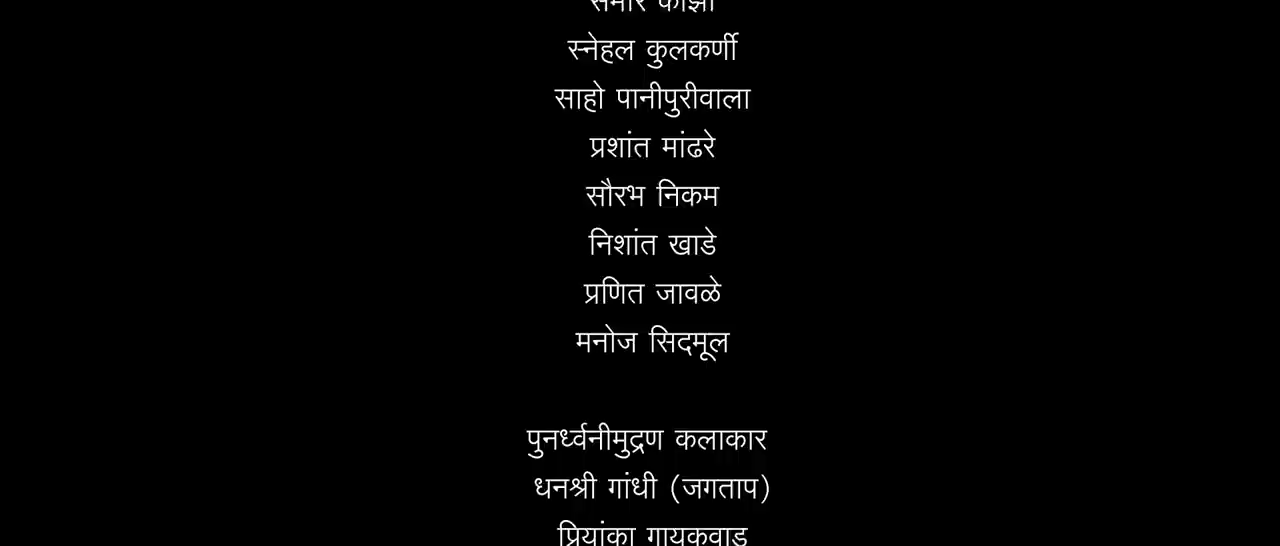 स्नेहल कुलकर्णी
साहो पानीपुरीवाला
प्रशांत मांढरे
सौरभ निकम
निशांत खाडे
प्रणित जावळे
मनोज सिदमूल
पुनर्ध्वनीमुद्रण कलाकार
धनश्री गांधी (जगताप)
प्रियांका गायकवाड